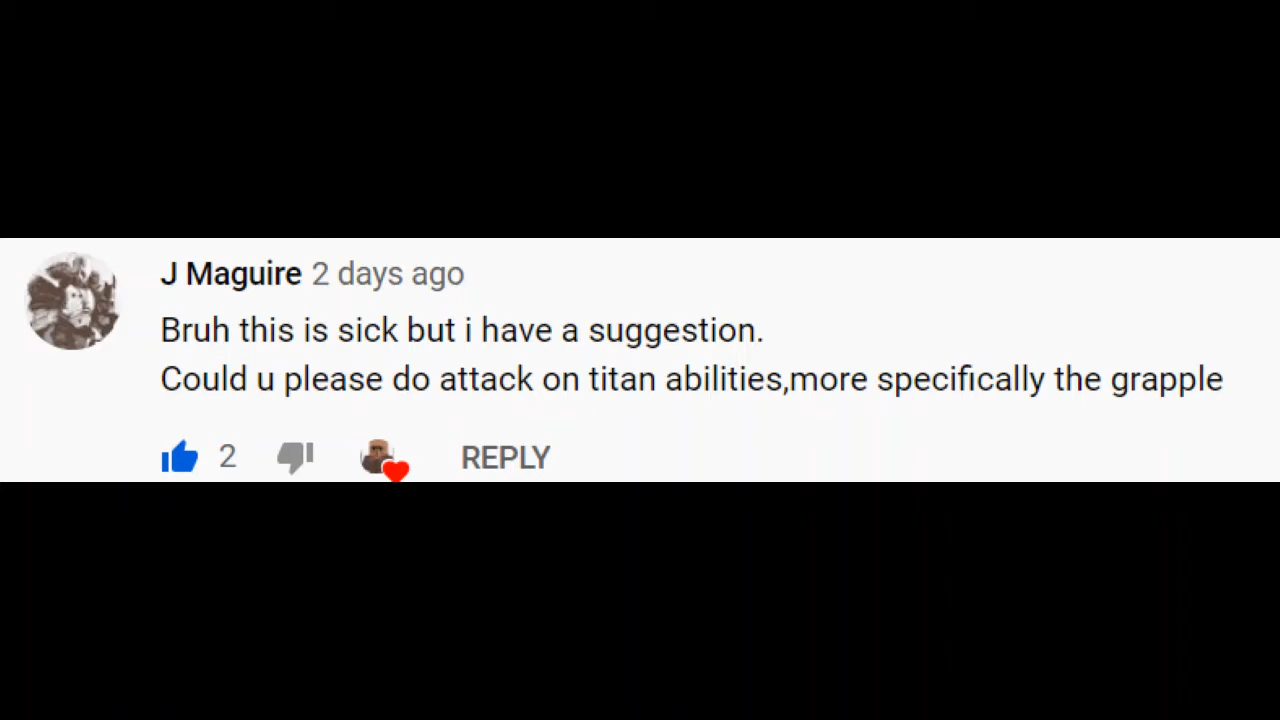 J Maguire 2 days ago
Bruh this is sick but i have a suggestion.
Could u please do attack on titan abilities,more specifically the grapple
2 REPLY